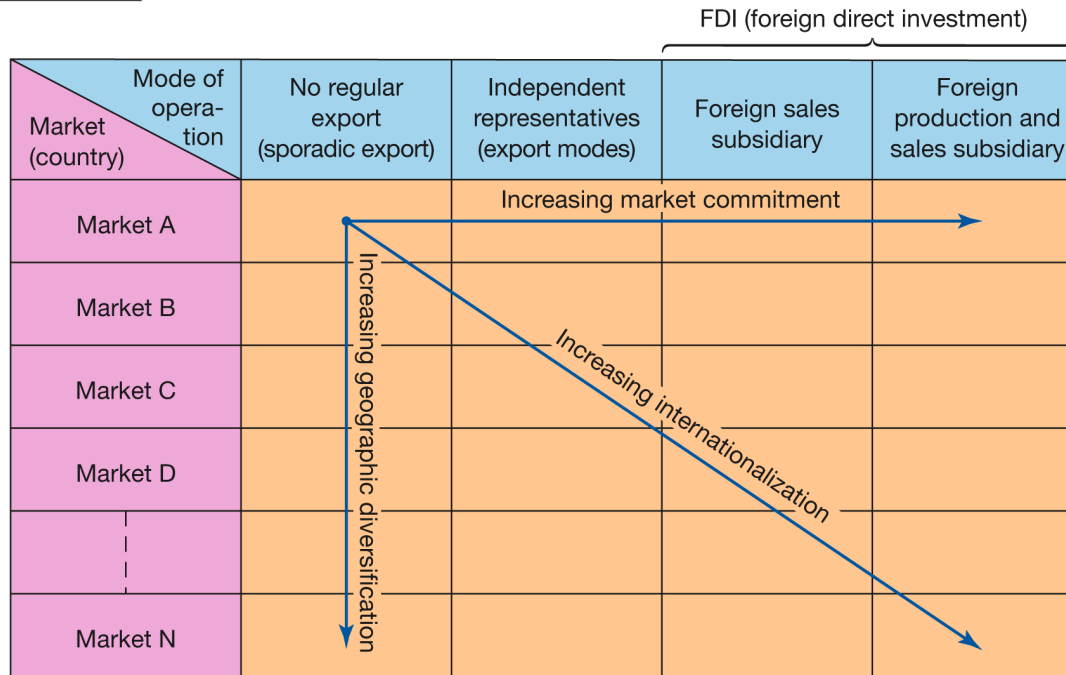 FDI (foreign direct investment)
Mode of
opera-
tion
Market
(country)
No regular
export
(sporadic export)
Independent
representatives
(export modes)
Foreign sales
subsidiary
Foreign
production and
sales subsidiary
Market A
Increasing market commitment
Market B
Market C
Market D
Market N
Increasing geographic diversification
Increasing internationalization